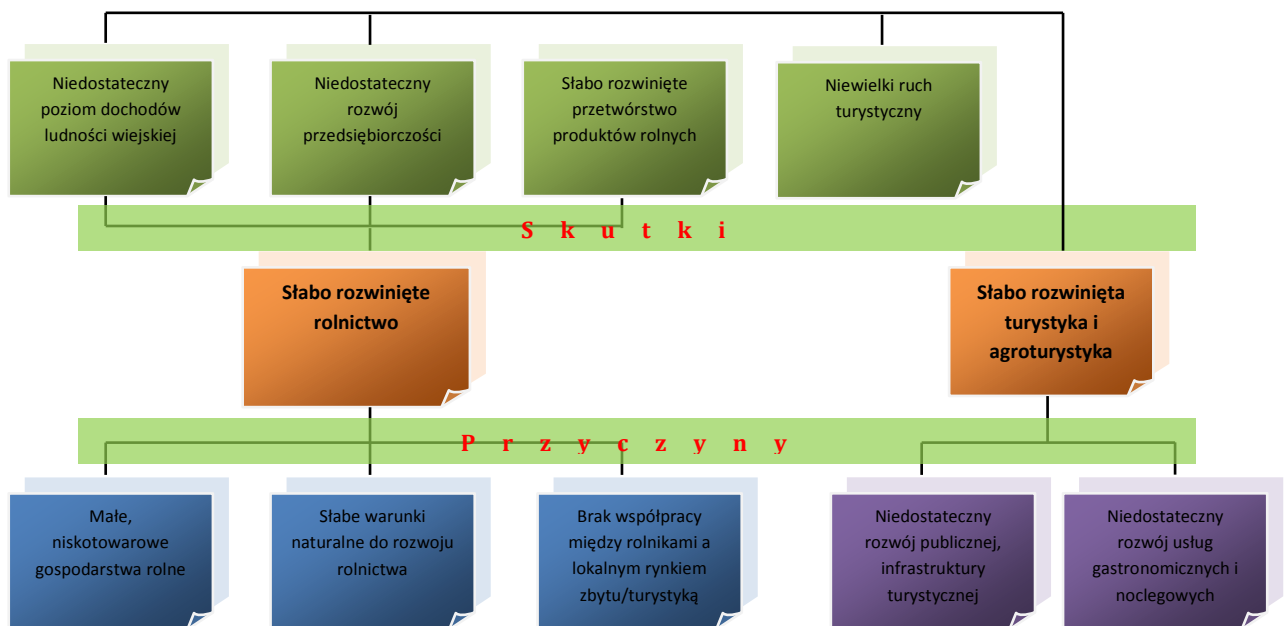 Niedostateczny
poziom dochodów
ludności wiejskiej
Niedostateczny
rozwój
przedsiębiorczości
Słabo rozwinięte
przetwórstwo
produktów rolnych
Niewielki ruch
turystyczny
S k u t k i
Słabo rozwinięte
rolnictwo
Słabo rozwinięta
turystyka i
agroturystyka
P r z y c z y n y
Małe,
niskotowarowe
gospodarstwa rolne
Słabe warunki
naturalne do rozwoju
rolnictwa
Brak współpracy
między rolnikami a
lokalnym rynkiem
zbytu/turystyką
Niedostateczny
rozwój publicznej,
infrastruktury
turystycznej
Niedostateczny
rozwój usług
gastronomicznych i
noclegowych